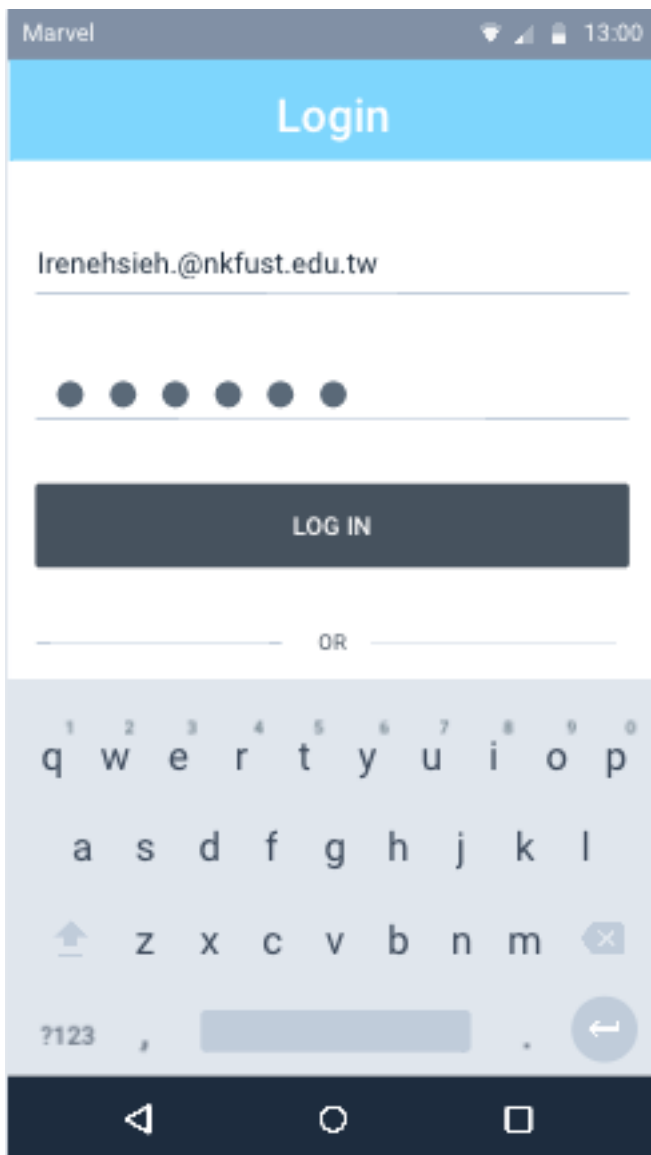 Marvel 13:00
Login
Irenehsieh.@nkfust.edu.tw
LOG IN
OR
1 2 3 4 5 6 7 8 9 0
q w e r t y u i o p
a s d f g h j k l
z x c v b n m
?123 , .